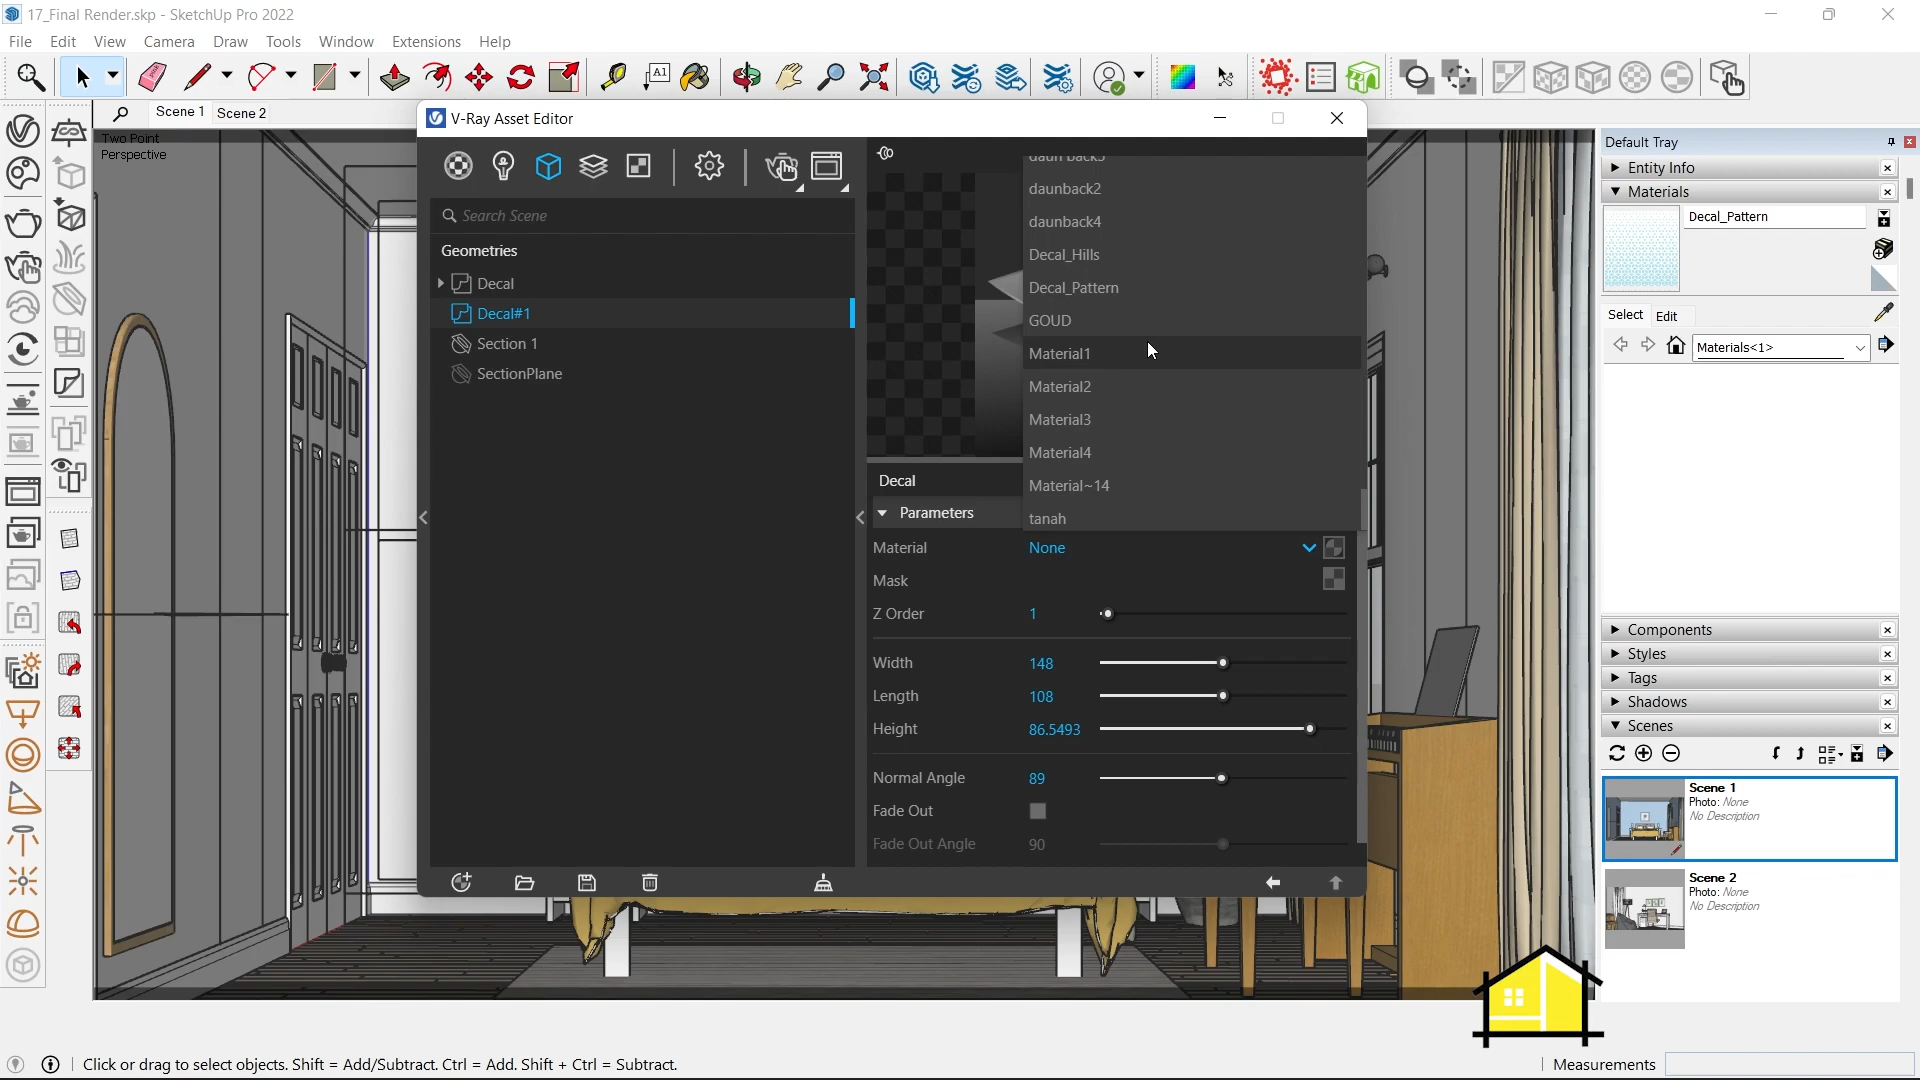 17_Final Render.skp - SketchUp Pro 2022
File Edit View Camera Draw Tools Window Extensions Help
A1
Scene 1 Scene 2
Two Point
Perspective
V-Ray Asset Editor
Search Scene
Geometries
Decal
Decal#1
Section 1
SectionPlane
daunback2
daunback4
Decal_Hills
Decal_Pattern
GOUD
Material1
Material2
Material3
Material4
Material~14
tanah
Decal
Parameters
Material None
Mask
Z Order 1
Width 148
Length 108
Height 86.5493
Normal Angle 89
Fade Out
Fade Out Angle 90
Default Tray
Entity Info
Materials
Decal_Pattern
Select Edit
Materials<1>
Components
Styles
Tags
Shadows
Scenes
Scene 1
Photo: None
No Description
Scene 2
Photo: None
No Description
Click or drag to select objects. Shift = Add/Subtract. Ctrl = Add. Shift + Ctrl = Subtract.
Measurements